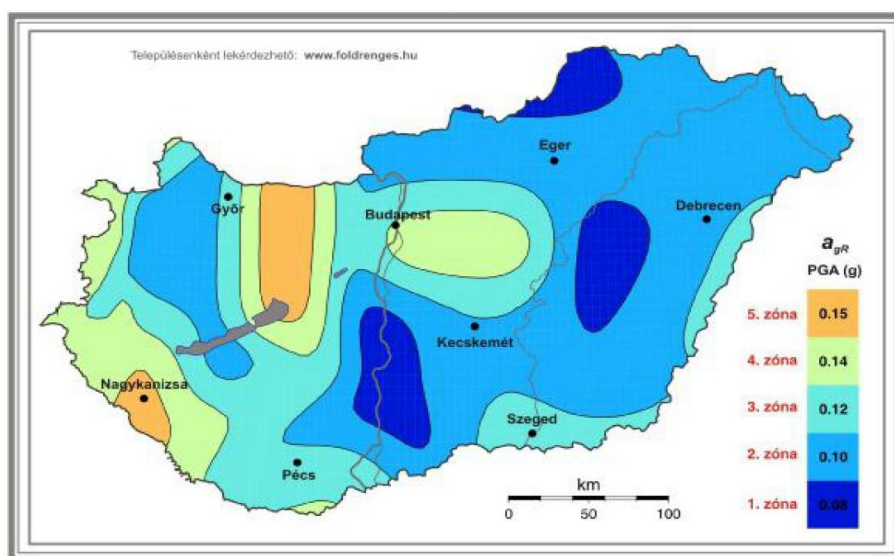 Településenként lekérdezhető: www.foldrenges.hu
Eger
Győr
Debrecen
Budapest
a_gR
PGA (g)
5. zóna 0.15
Kecskemét
4. zóna 0.14
Nagykanizsa
3. zóna 0.12
Szeged
2. zóna 0.10
Pécs
km
1. zóna 0.08
0 50 100